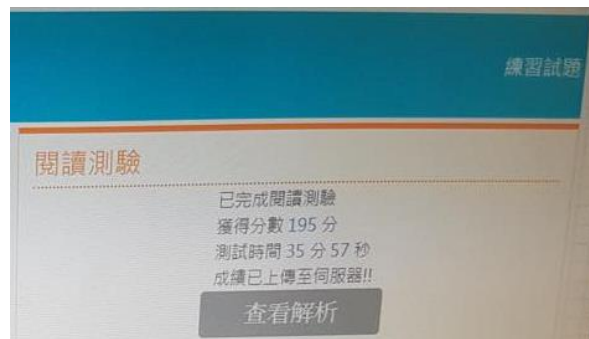 練習試題
閱讀測驗
已完成閱讀測驗
獲得分數 195 分
測試時間 35 分 57 秒
成績已上傳至伺服器!!
查看解析